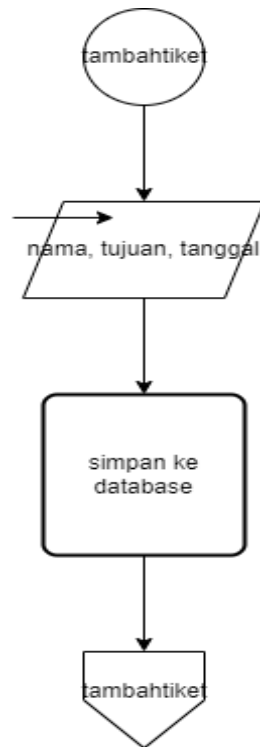 tambahtiket
nama, tujuan, tanggal
simpan ke
database
tambahtiket